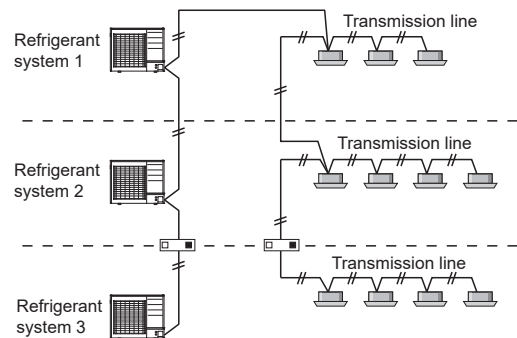 Transmission line
Refrigerant
system 1
Transmission line
Refrigerant
system 2
Transmission line
Refrigerant
system 3